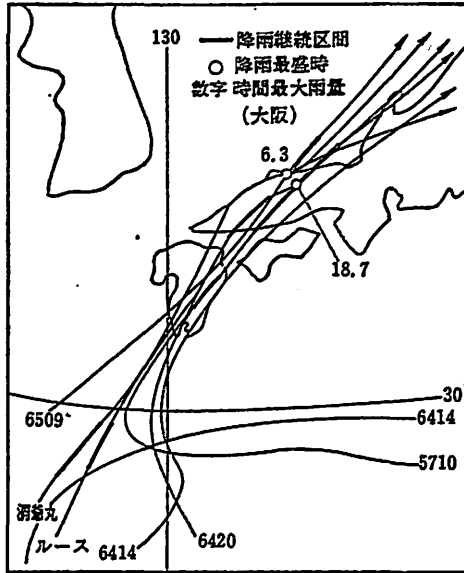 130
降雨継続区間
降雨最盛時
数字 時間最大雨量
(大阪)
6.3
18.7
30
6509
6414
5710
洞爺丸
ルース
6414
6420